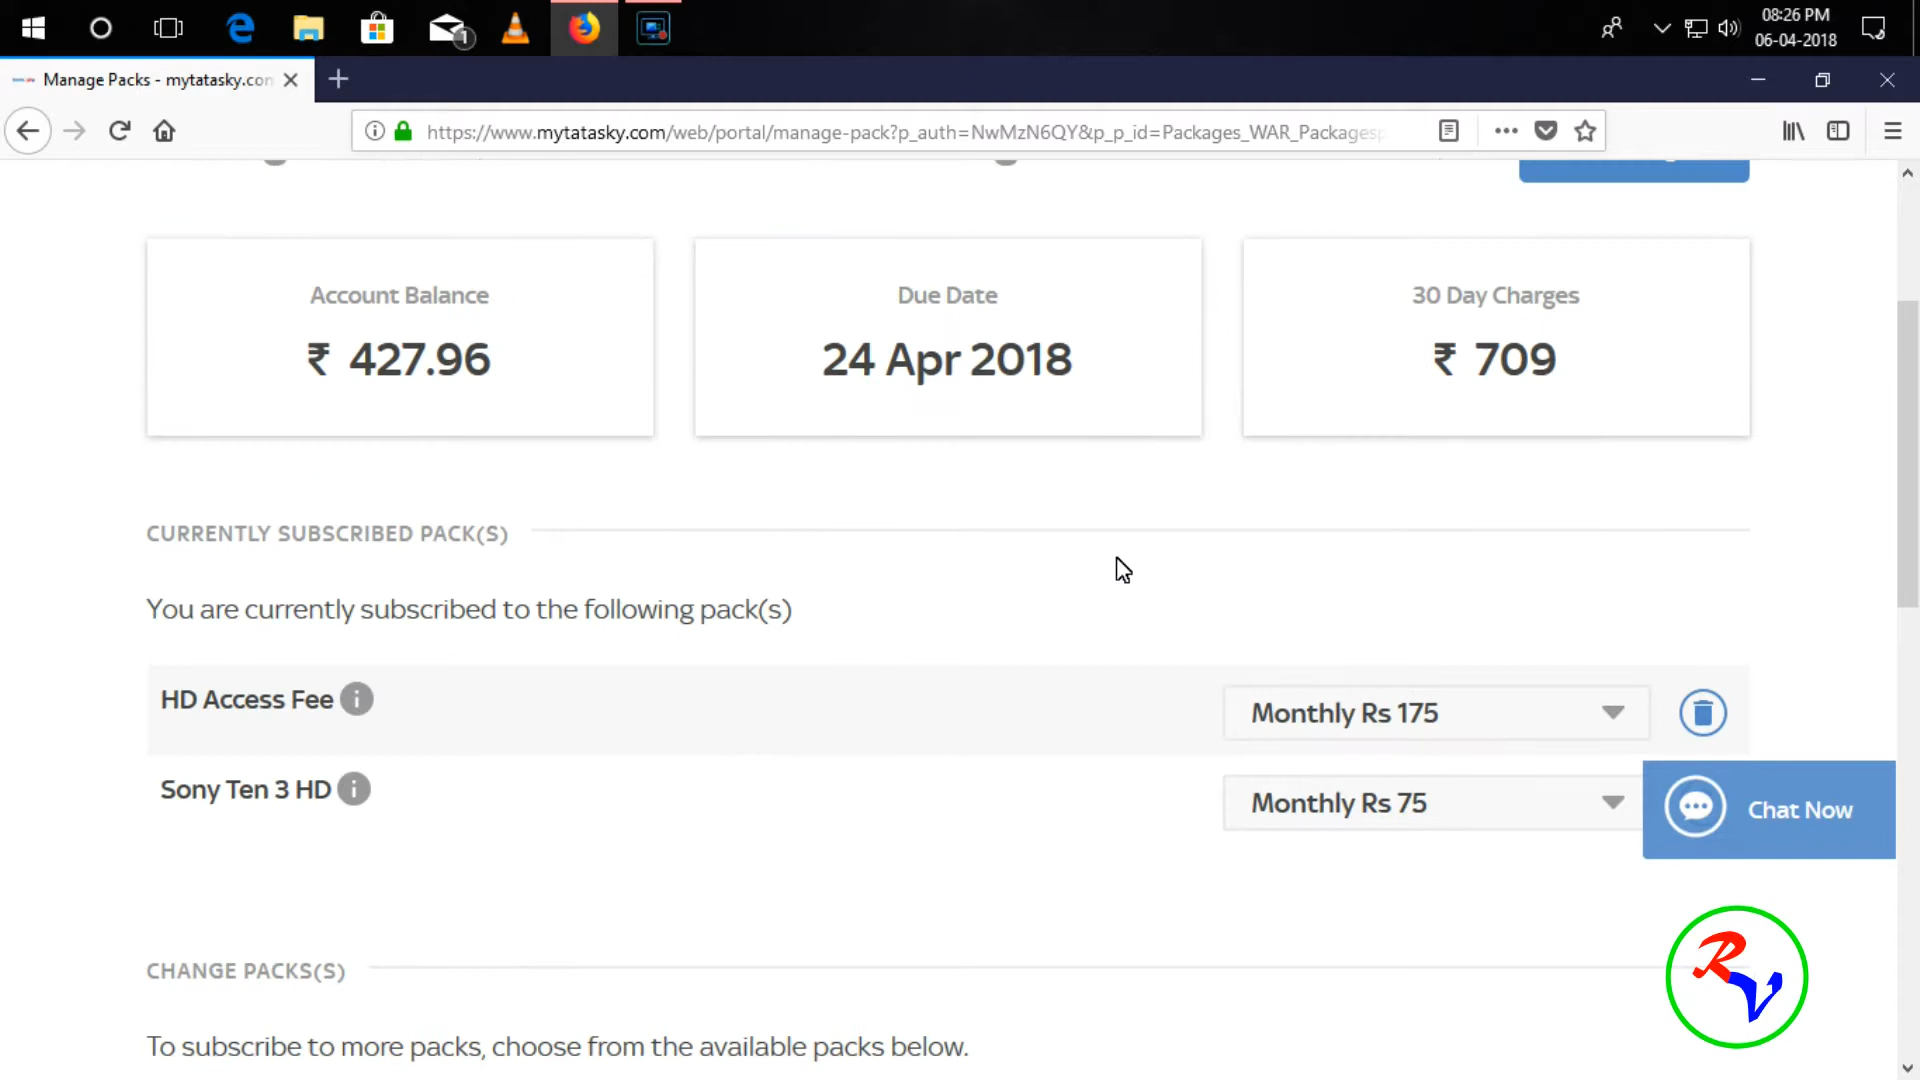 1
08:26 PM
06-04-2018
Manage Packs - mytatasky.con
https://www.mytatasky.com/web/portal/manage-pack?p_auth=NwMzN6QY&p_p_id=Packages_WAR_Packages
Account Balance
₹ 427.96
Due Date
24 Apr 2018
30 Day Charges
₹ 709
CURRENTLY SUBSCRIBED PACK(S)
You are currently subscribed to the following pack(s)
HD Access Fee
Monthly Rs 175
Sony Ten 3 HD
Monthly Rs 75
Chat Now
RV
CHANGE PACKS(S)
To subscribe to more packs, choose from the available packs below.